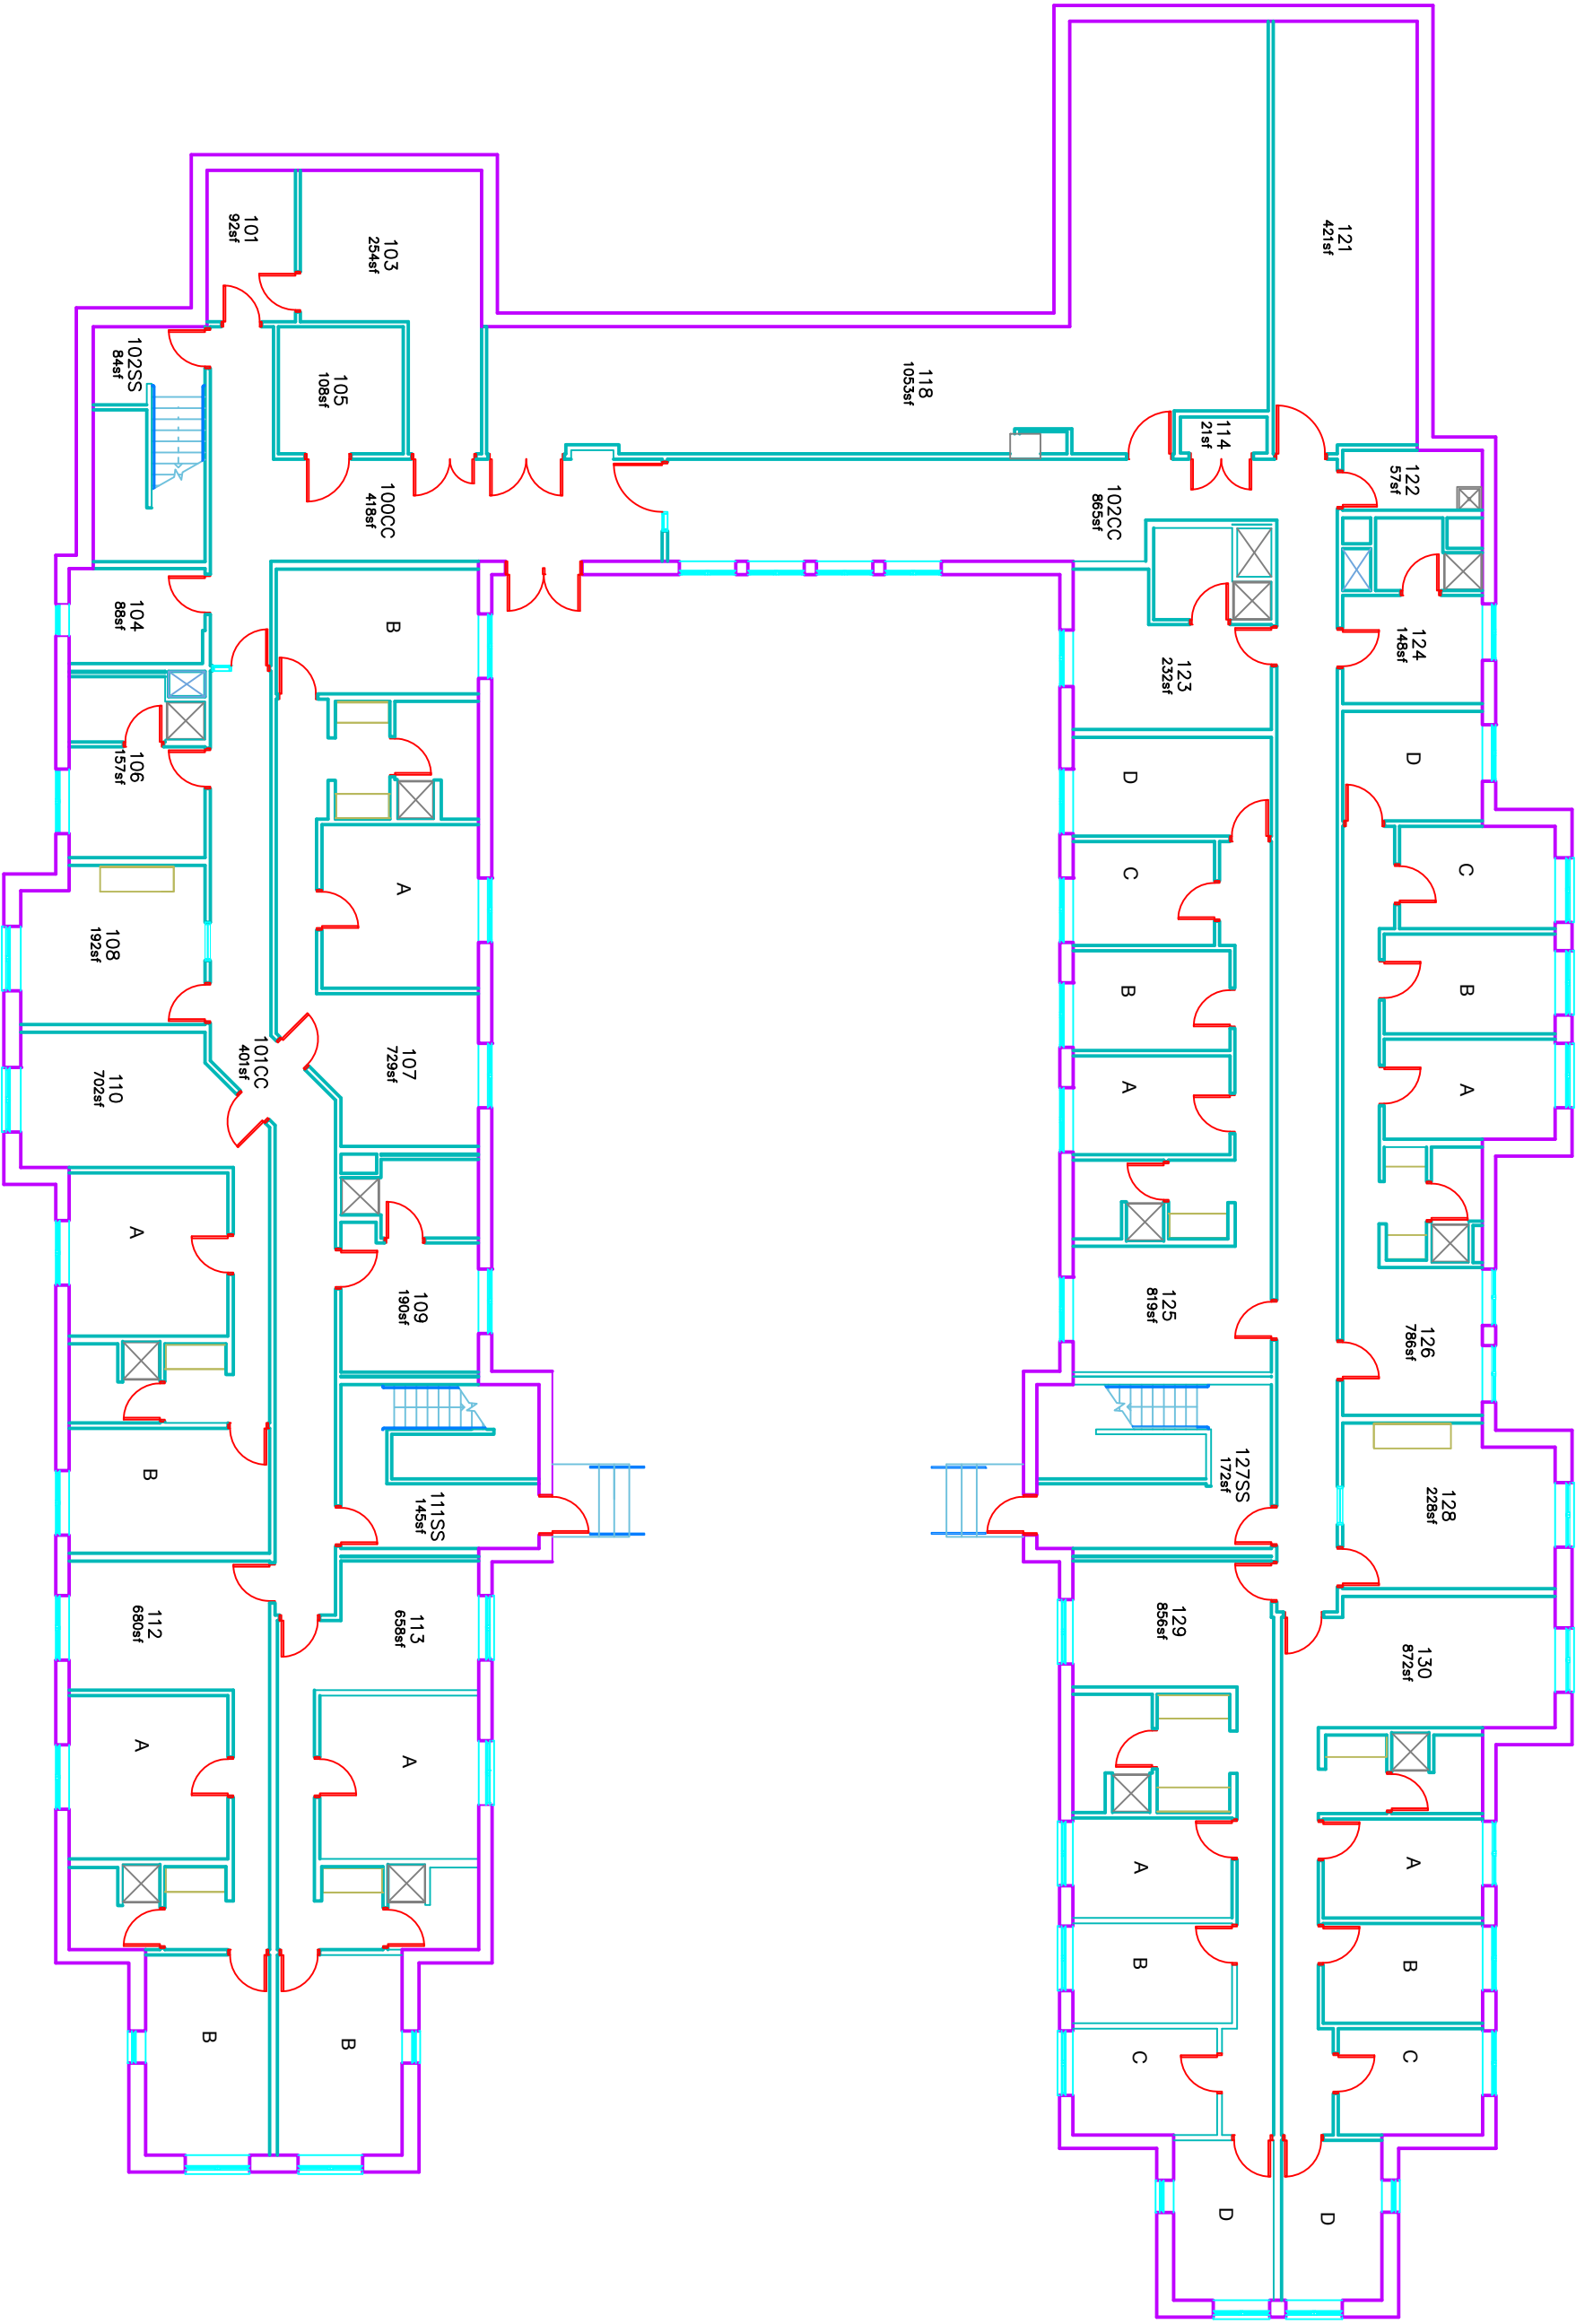 121
421sf
101
92sf
103
254sf
102SS
84sf
105
108sf
118
1053sf
114
21sf
122
57sf
100CC
418sf
102CC
865sf
104
88sf
B
123
232sf
124
148sf
106
157sf
D
D
A
C
C
108
192sf
B
B
101CC
401sf
107
729sf
110
702sf
A
A
A
109
190sf
125
819sf
126
786sf
B
111SS
145sf
127SS
172sf
128
228sf
112
680sf
113
658sf
129
856sf
130
872sf
A
A
A
A
B
B
B
B
C
C
D
D